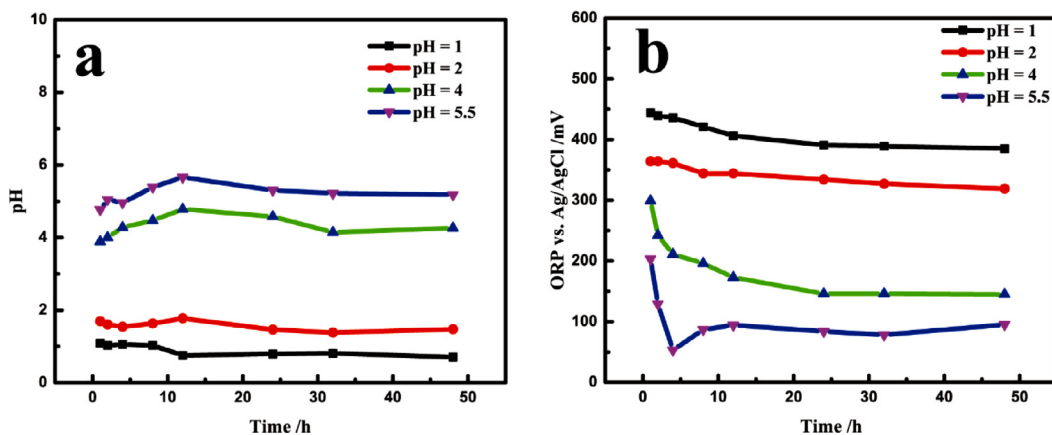 a
pH = 1
pH = 2
pH = 4
pH = 5.5
10
8
6
4
2
0
pH
0 10 20 30 40 50
Time /h
b
pH = 1
pH = 2
pH = 4
pH = 5.5
600
500
400
300
200
100
0
ORP vs. Ag/AgCl /mV
0 10 20 30 40 50
Time /h